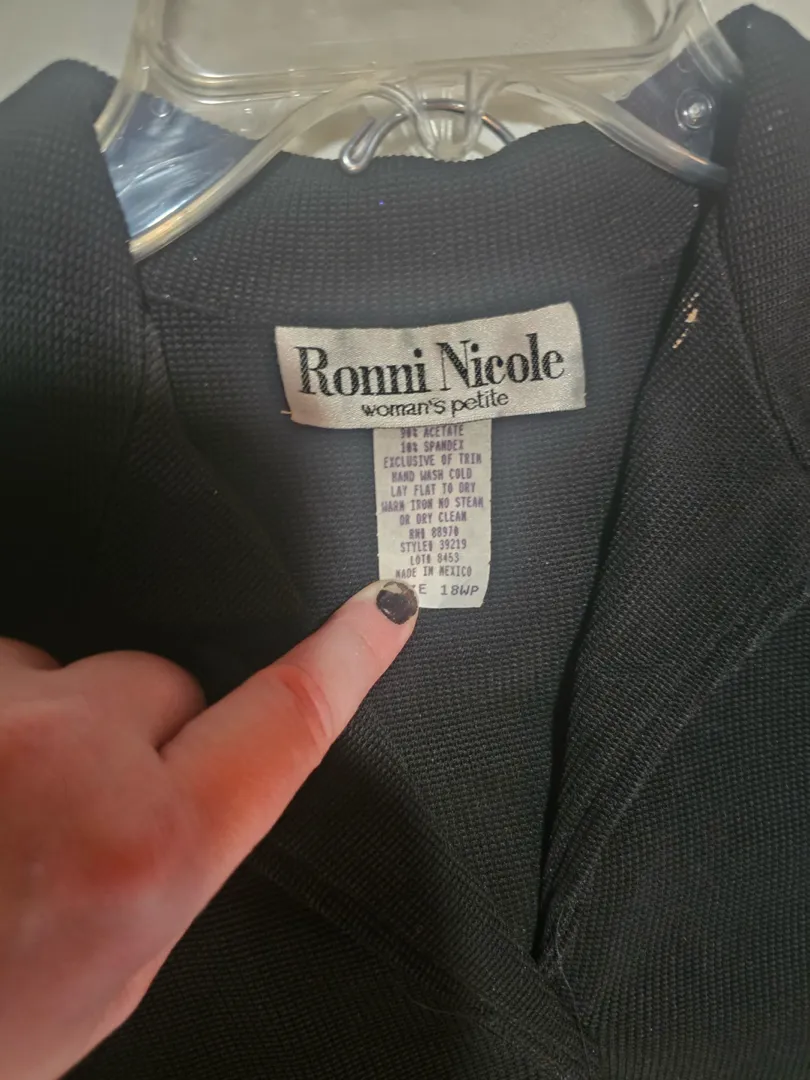 Ronni Nicole
woman's petite
90% ACETATE
10% SPANDEX
EXCLUSIVE OF TRIM
HAND WASH COLD
LAY FLAT TO DRY
WARM IRON NO STEAM
OR DRY CLEAN
RN# 88970
STYLE# 39219
LOT# 8453
MADE IN MEXICO
E 18WP